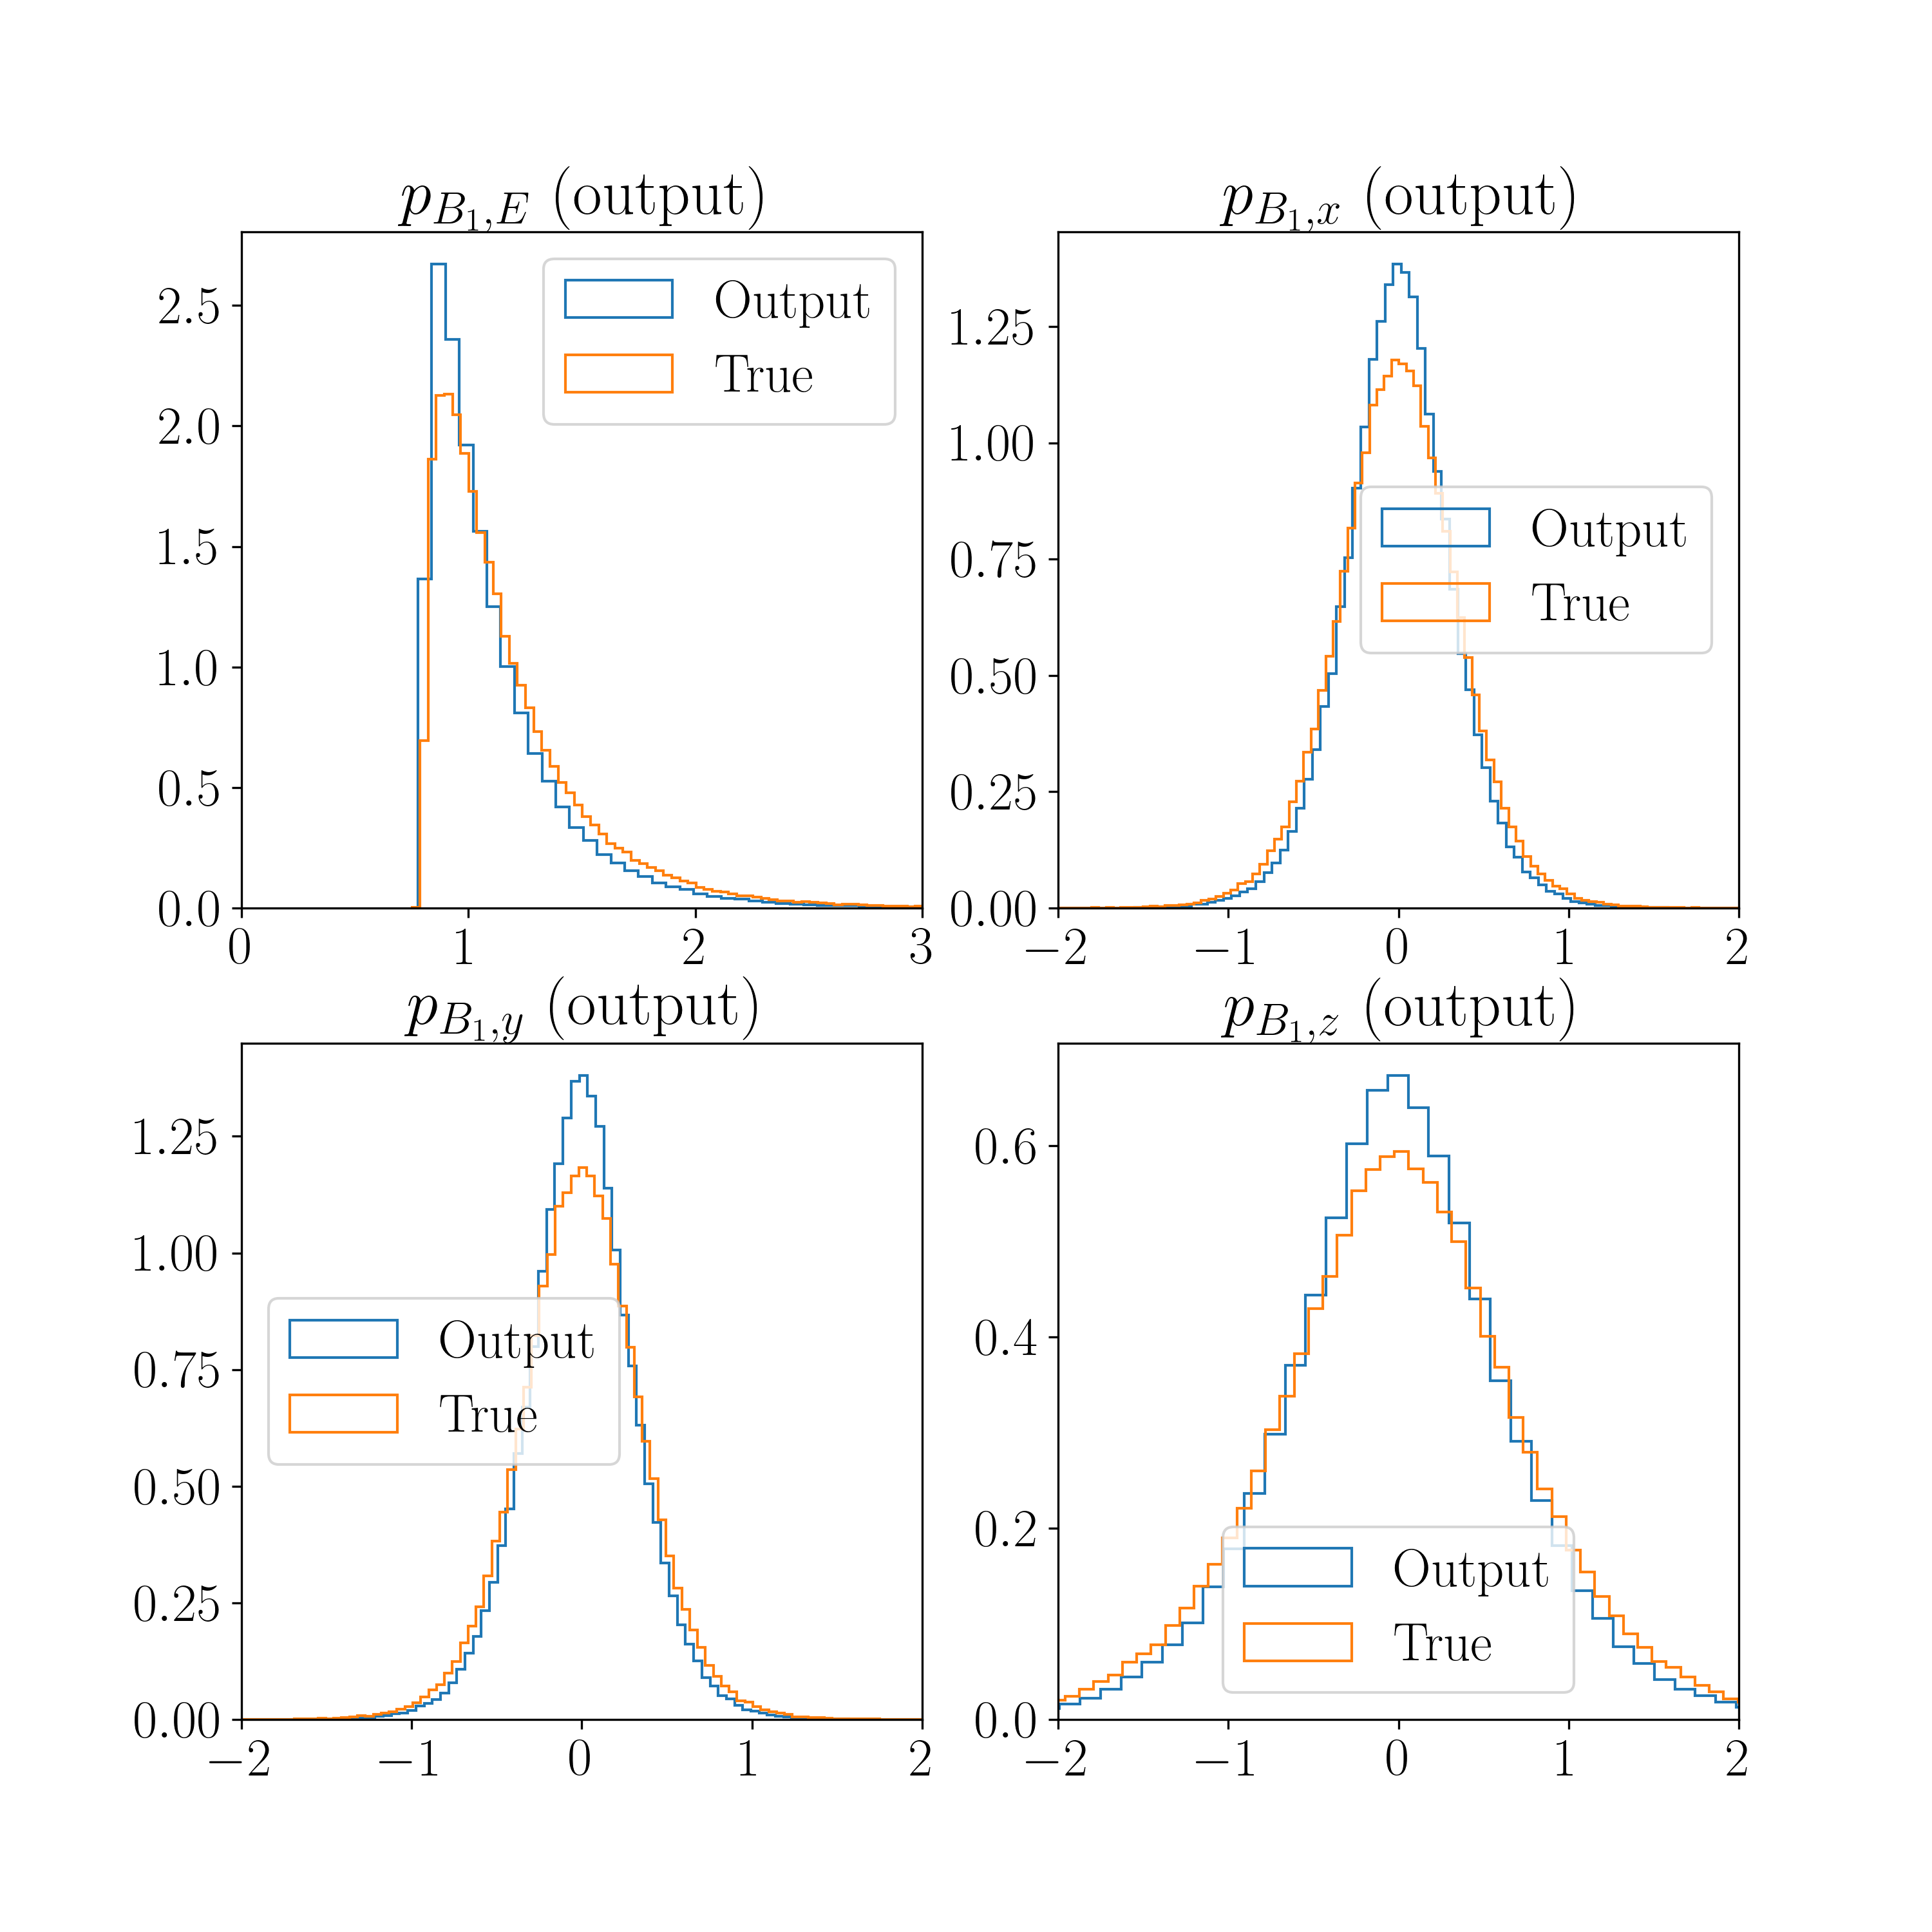 p_{B_1,E} (output)
Output
True
2.5
2.0
1.5
1.0
0.5
0.0
0 1 2 3
p_{B_1,x} (output)
Output
True
1.25
1.00
0.75
0.50
0.25
0.00
−2 −1 0 1 2
p_{B_1,y} (output)
Output
True
1.25
1.00
0.75
0.50
0.25
0.00
−2 −1 0 1 2
p_{B_1,z} (output)
Output
True
0.6
0.4
0.2
0.0
−2 −1 0 1 2